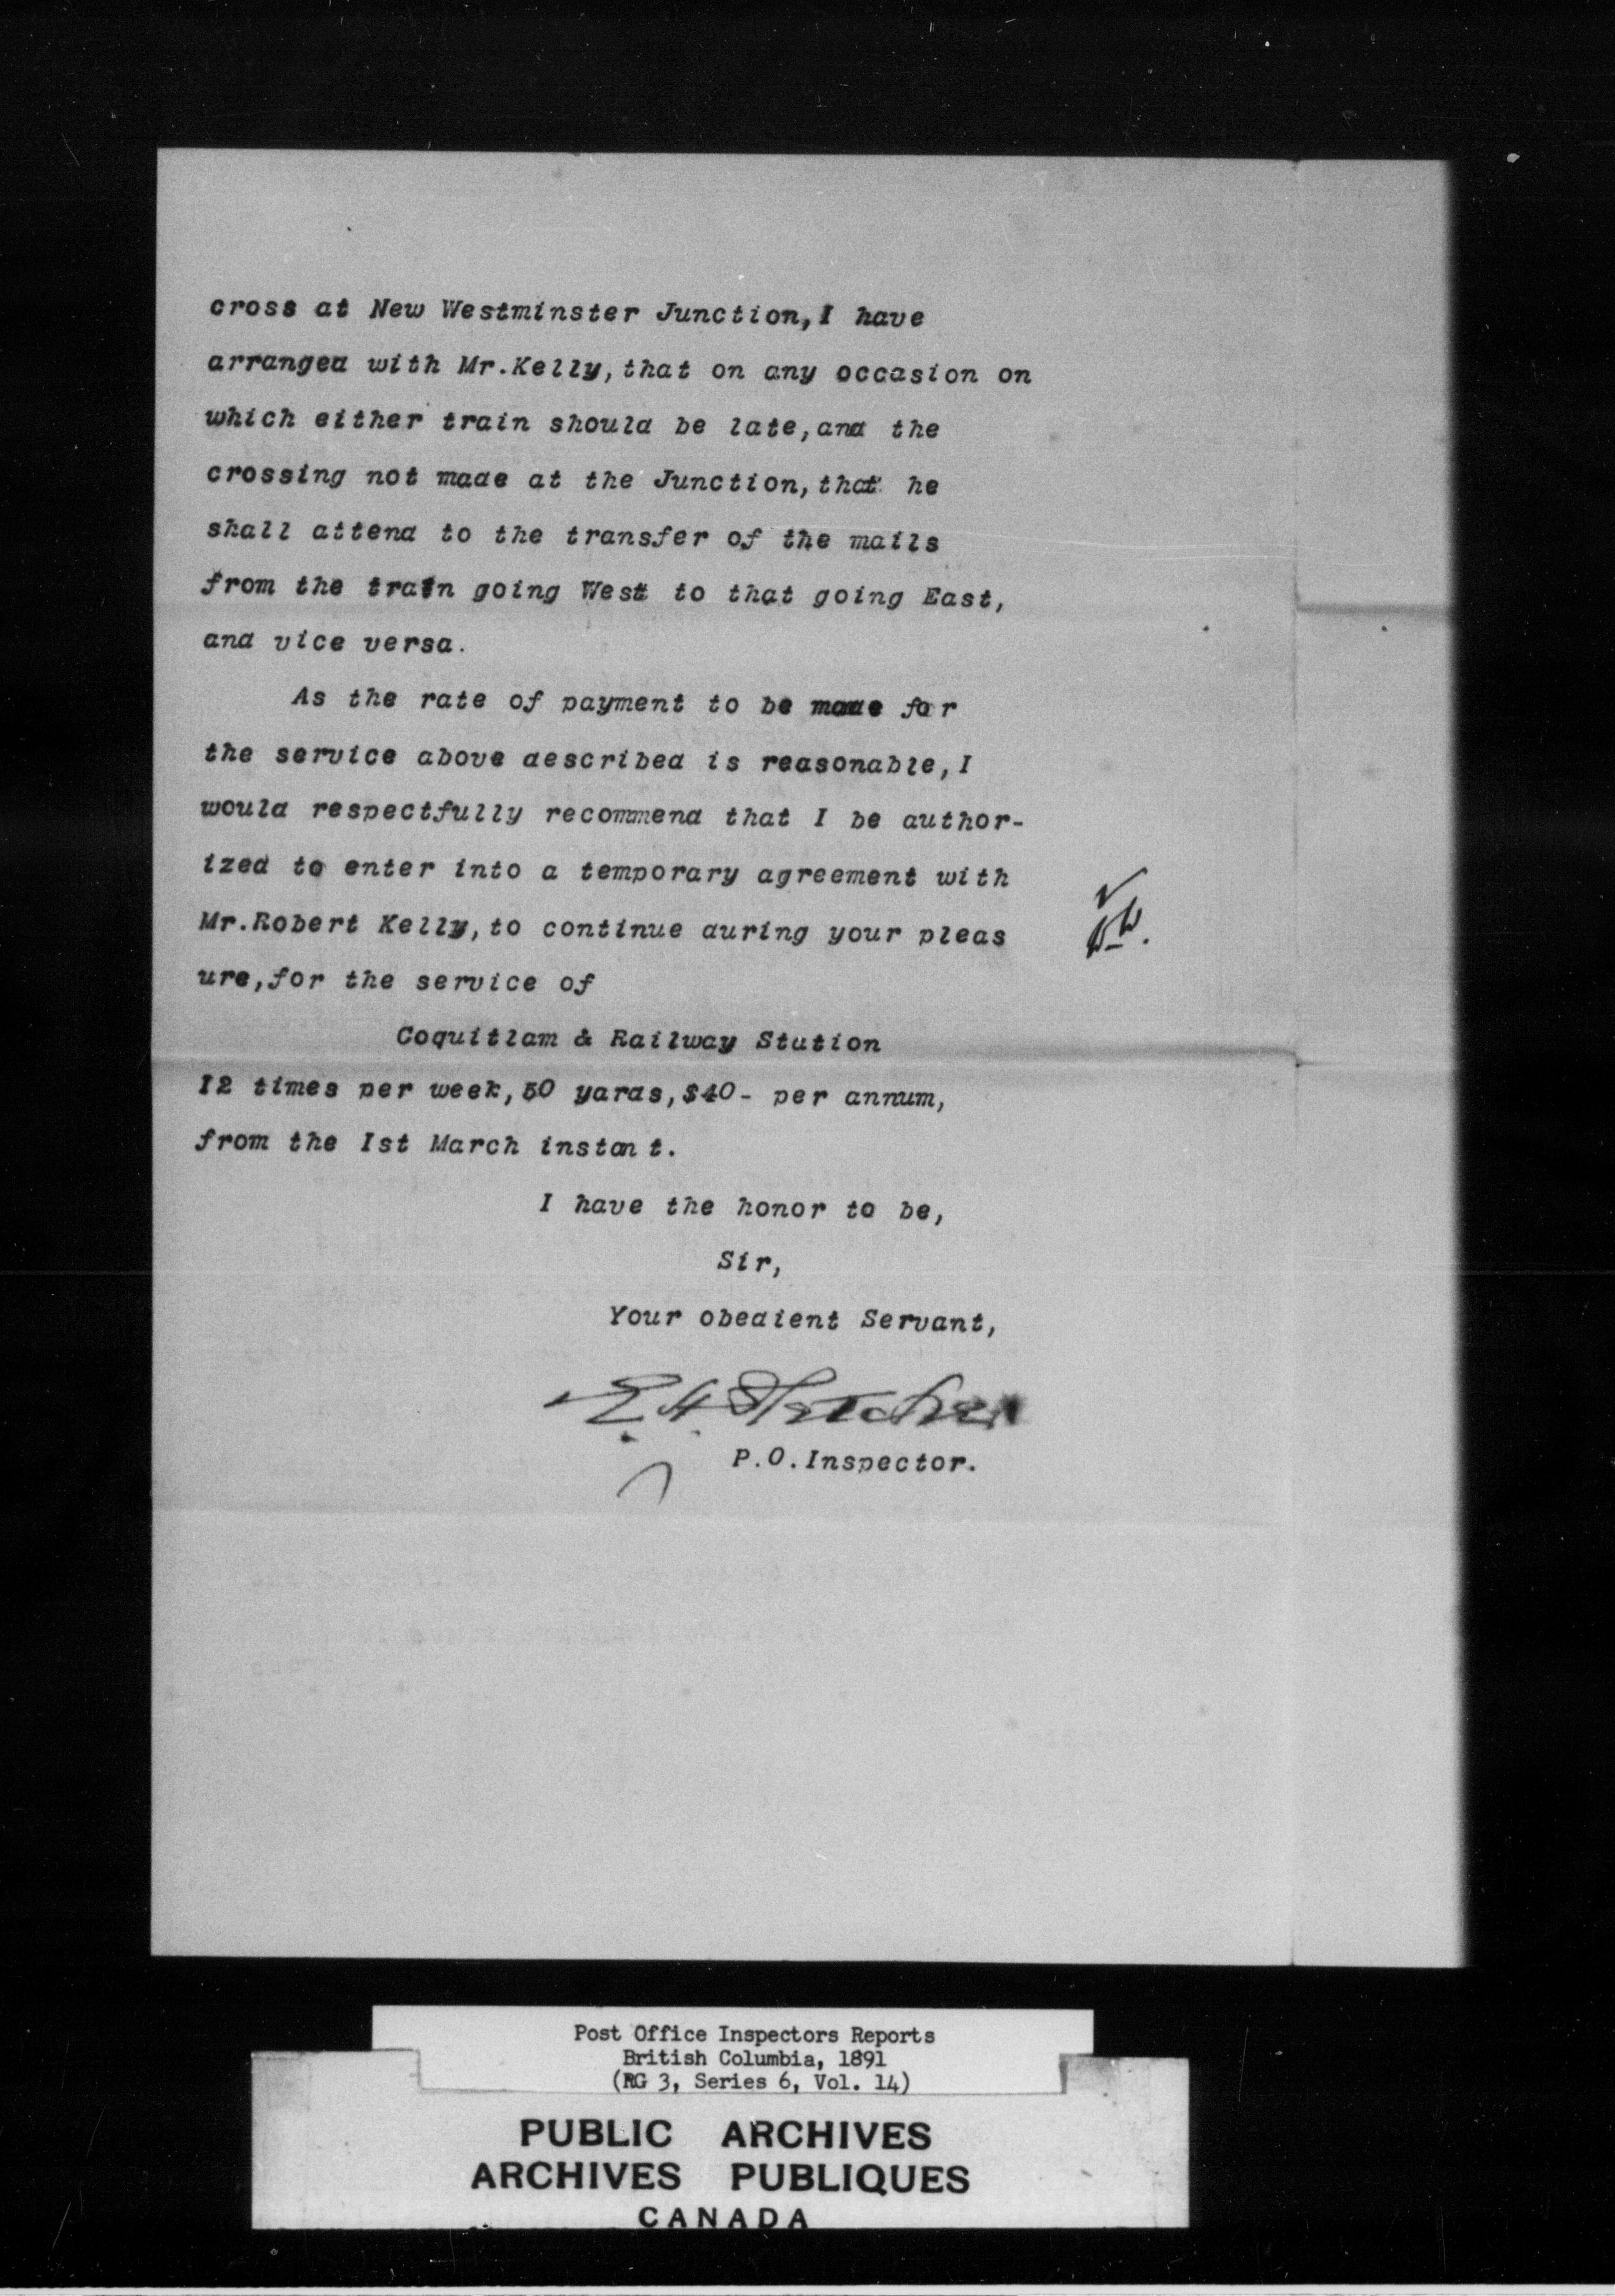 cross at New Westminster Junction,I have
arranged with Mr.Kelly,that on any occasion on
which either train should be late,and the
crossing not made at the Junction,that he
shall attend to the transfer of the mails
from the train going West to that going East,
and vice versa.
As the rate of payment to be made for
the service above described is reasonable,I
would respectfully recommend that I be author-
ized to enter into a temporary agreement with
Mr.Robert Kelly,to continue during your pleas
ure,for the service of
Coquitlam & Railway Station
12 times per week,50 yards,$40- per annum,
from the Ist March instant.
I have the honor to be,
Sir,
Your obedient Servant,
E.H.Fletcher
P.O.Inspector.
Post Office Inspectors Reports
British Columbia, 1891
(RG 3, Series 6, Vol. 14)
PUBLIC ARCHIVES
ARCHIVES PUBLIQUES
CANADA